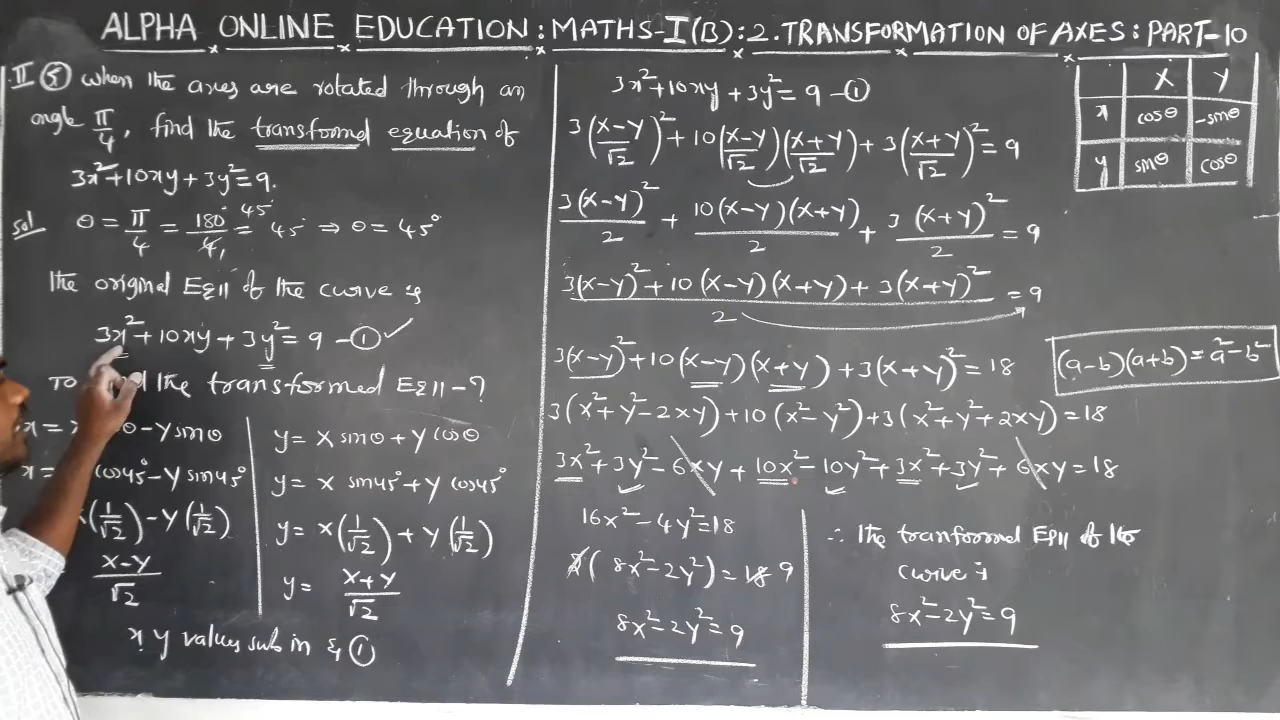 ALPHA ONLINE EDUCATION : MATHS-I(B) : 2. TRANSFORMATION OF AXES : PART-10
II ⑤ when the axes are rotated through an
angle π/4, find the transformed equation of
3x²+10xy+3y²=9.
Sol θ = π/4 = 180/4 = 45 ⇒ θ = 45°
45
The original Eq11 of the curve is
3x²+10xy+3y²=9 -①
To the transformed Eq11-?
θ - Y sinθ
x = cos45° - Y sin45°
(1/√2) - Y(1/√2)
X-Y/√2
y = X sinθ + Y cosθ
y = X sin45° + Y cos45°
y = X(1/√2) + Y(1/√2)
y = X+Y/√2
x y values sub in Eq ①
3x²+10xy+3y²=9 -①
3(X-Y/√2)²+10(X-Y/√2)(X+Y/√2)+3(X+Y/√2)²=9
3(X-Y)²/2 + 10(X-Y)(X+Y)/2 + 3(X+Y)²/2 = 9
3(X-Y)²+10(X-Y)(X+Y)+3(X+Y)²/2 = 9
3(X-Y)²+10(X-Y)(X+Y)+3(X+Y)²=18
3(X²+Y²-2XY)+10(X²-Y²)+3(X²+Y²+2XY)=18
3X²+3Y²-6XY+10X²-10Y²+3X²+3Y²+6XY=18
16X²-4Y²=18
2(8X²-2Y²)=18 9
8X²-2Y²=9
∴ The transformed Eq11 of the
curve is
8X²-2Y²=9
X Y
x cosθ -sinθ
y sinθ cosθ
(a-b)(a+b)=a²-b²